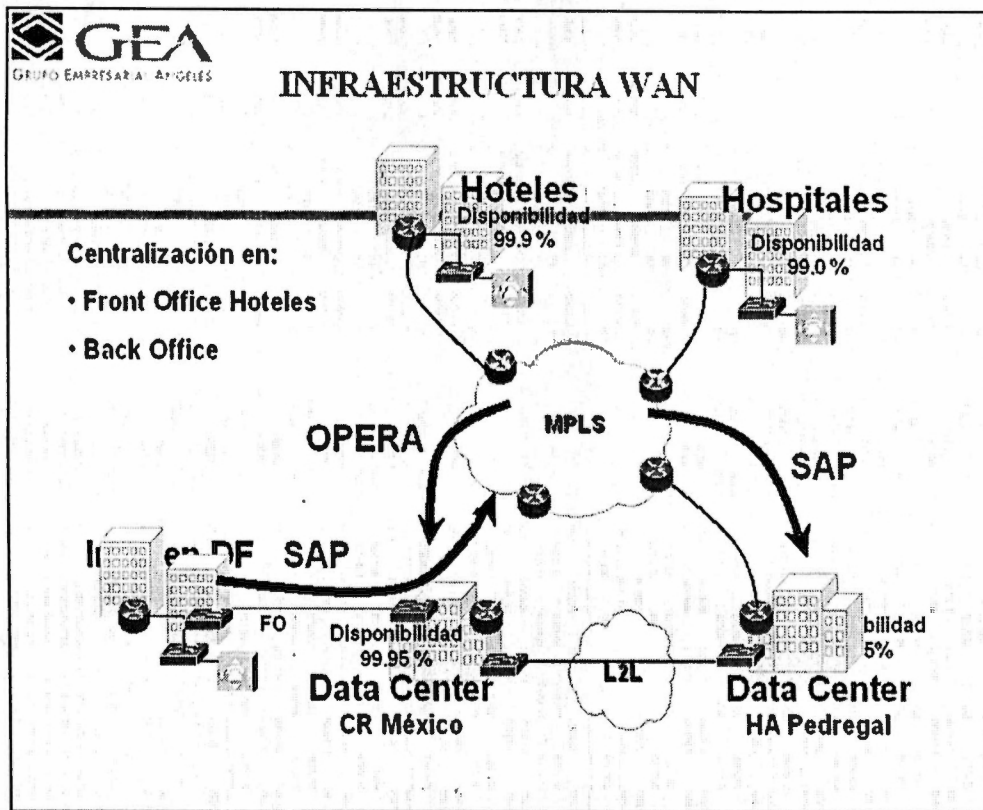 GEA
GRUPO EMPRESARIAL ANGELES
INFRAESTRUCTURA WAN
Hoteles
Disponibilidad
99.9 %
Hospitales
Disponibilidad
99.0 %
Centralización en:
• Front Office Hoteles
• Back Office
MPLS
OPERA
SAP
en DF
SAP
FO
Disponibilidad
99.95 %
Data Center
CR México
L2L
bilidad
5%
Data Center
HA Pedregal